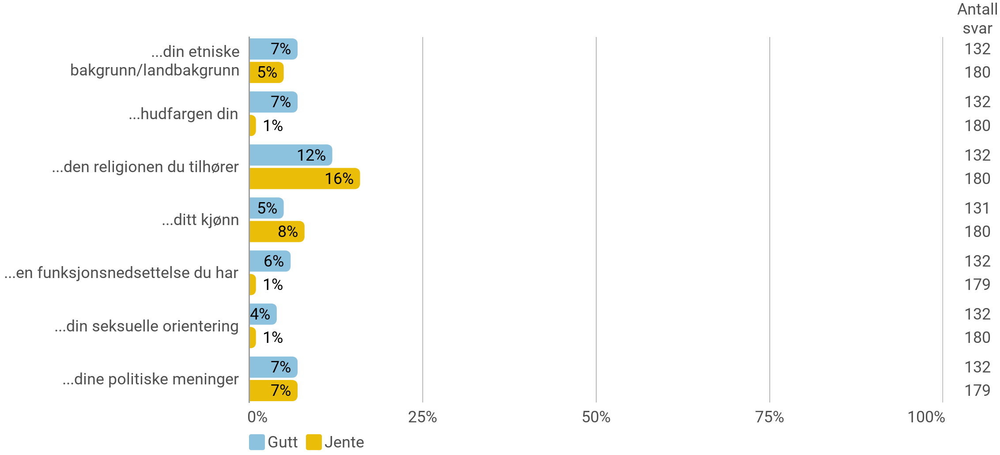 Antall
svar
...din etniske
bakgrunn/landbakgrunn
7%
132
5%
180
...hudfargen din
7%
132
1%
180
...den religionen du tilhører
12%
132
16%
180
...ditt kjønn
5%
131
8%
180
...en funksjonsnedsettelse du har
6%
132
1%
179
...din seksuelle orientering
4%
132
1%
180
...dine politiske meninger
7%
132
7%
179
0% 25% 50% 75% 100%
Gutt Jente